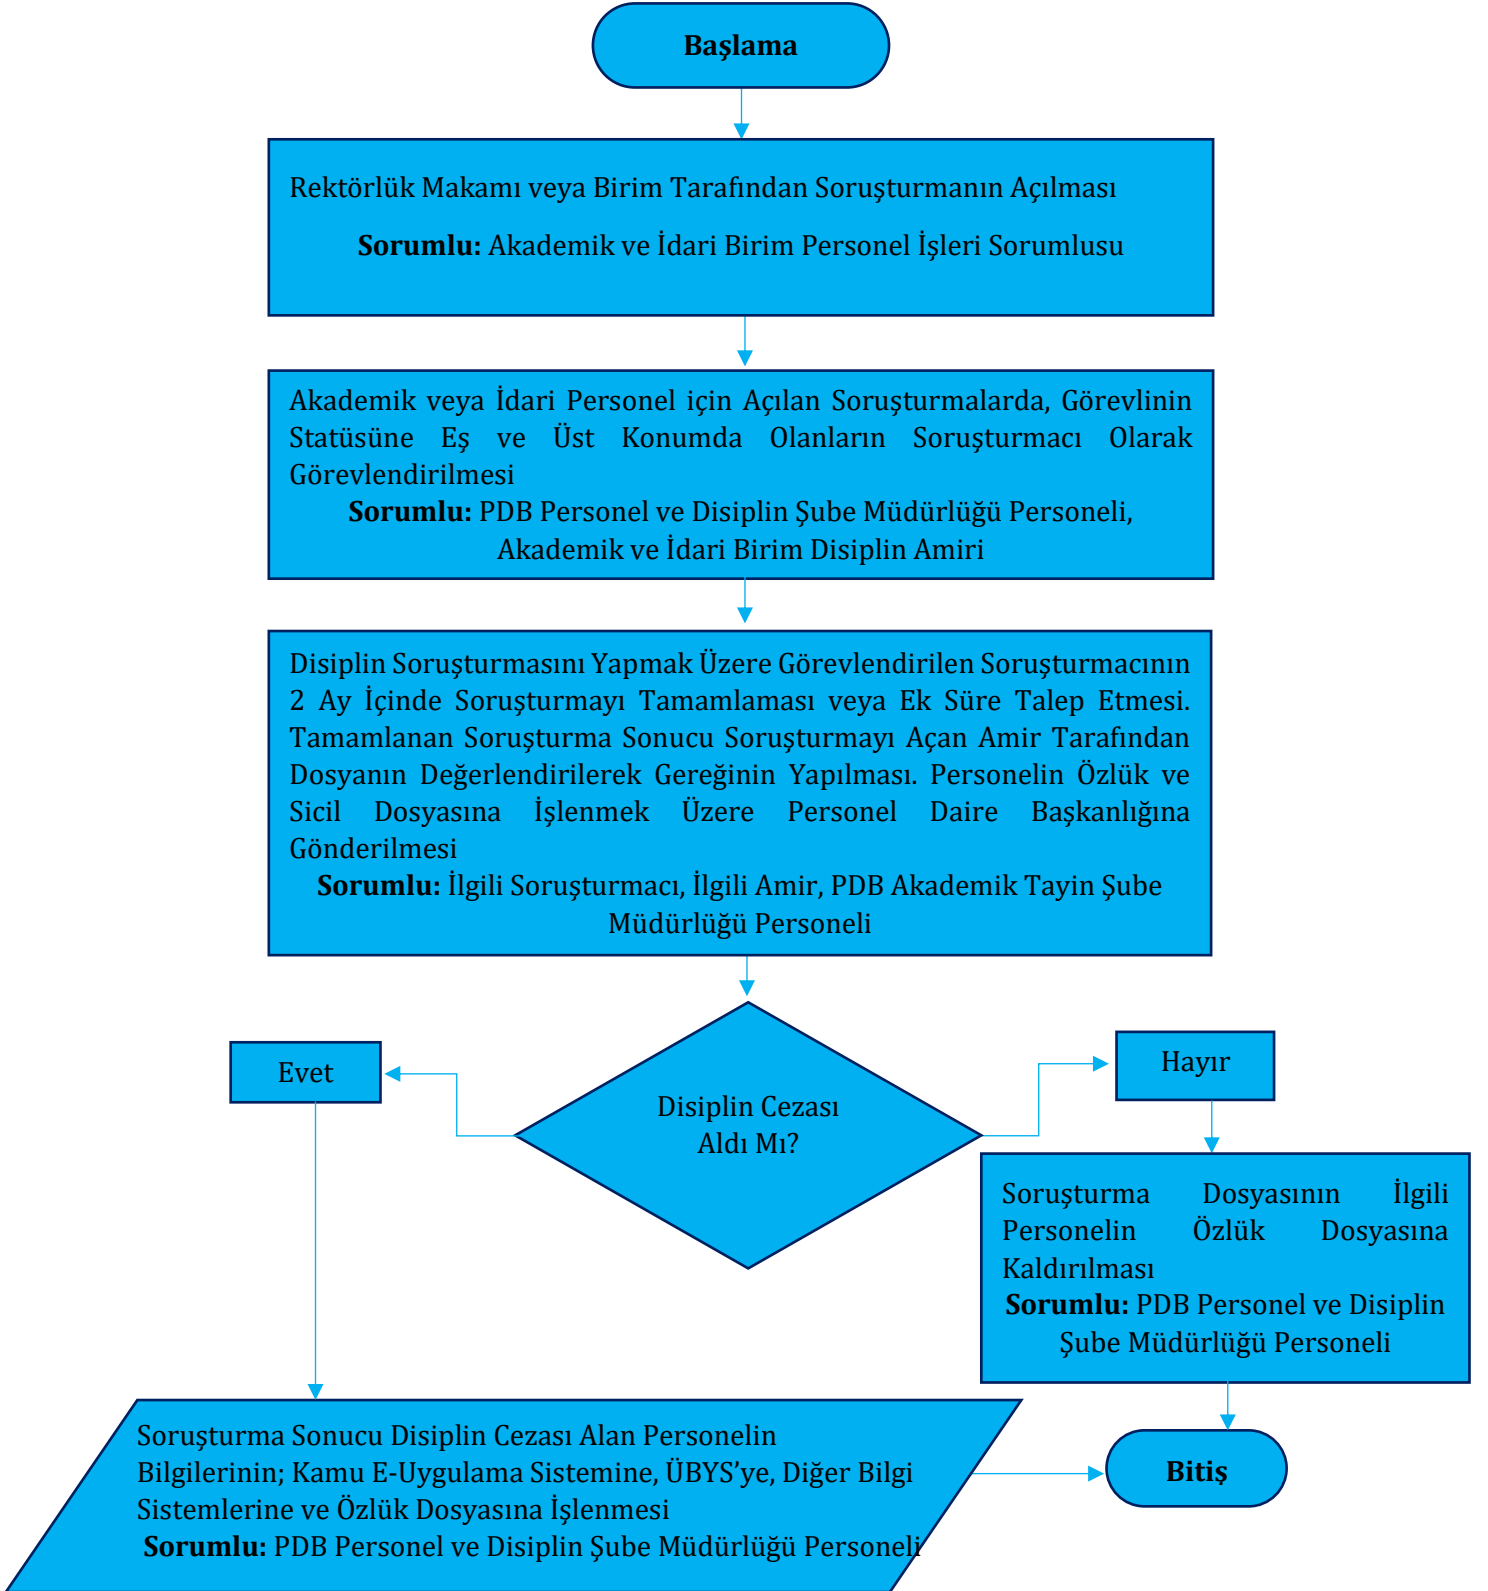 Başlama
Rektörlük Makamı veya Birim Tarafından Soruşturmanın Açılması
Sorumlu: Akademik ve İdari Birim Personel İşleri Sorumlusu
Akademik veya İdari Personel için Açılan Soruşturmalarda, Görevlinin
Statüsüne Eş ve Üst Konumda Olanların Soruşturmacı Olarak
Görevlendirilmesi
Sorumlu: PDB Personel ve Disiplin Şube Müdürlüğü Personeli,
Akademik ve İdari Birim Disiplin Amiri
Disiplin Soruşturmasını Yapmak Üzere Görevlendirilen Soruşturmacının
2 Ay İçinde Soruşturmayı Tamamlaması veya Ek Süre Talep Etmesi.
Tamamlanan Soruşturma Sonucu Soruşturmayı Açan Amir Tarafından
Dosyanın Değerlendirilerek Gereğinin Yapılması. Personelin Özlük ve
Sicil Dosyasına İşlenmek Üzere Personel Daire Başkanlığına
Gönderilmesi
Sorumlu: İlgili Soruşturmacı, İlgili Amir, PDB Akademik Tayin Şube
Müdürlüğü Personeli
Disiplin Cezası
Aldı Mı?
Evet
Hayır
Soruşturma Dosyasının İlgili
Personelin Özlük Dosyasına
Kaldırılması
Sorumlu: PDB Personel ve Disiplin
Şube Müdürlüğü Personeli
Soruşturma Sonucu Disiplin Cezası Alan Personelin
Bilgilerinin; Kamu E-Uygulama Sistemine, ÜBYS’ye, Diğer Bilgi
Sistemlerine ve Özlük Dosyasına İşlenmesi
Sorumlu: PDB Personel ve Disiplin Şube Müdürlüğü Personeli
Bitiş